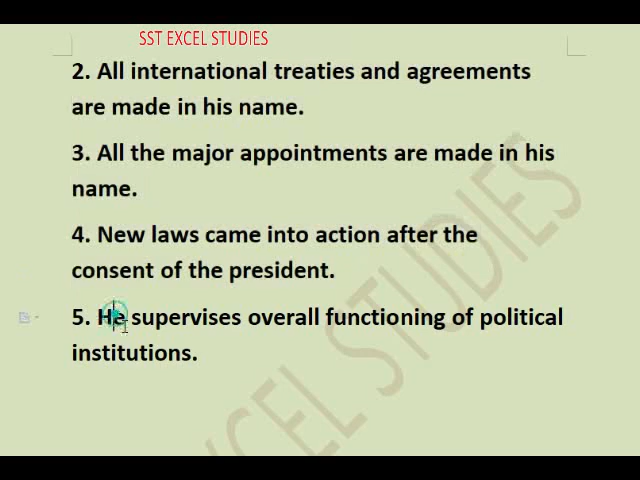 SST EXCEL STUDIES
2. All international treaties and agreements
are made in his name.
3. All the major appointments are made in his
name.
4. New laws came into action after the
consent of the president.
5. He supervises overall functioning of political
institutions.
EXCEL STUDIES